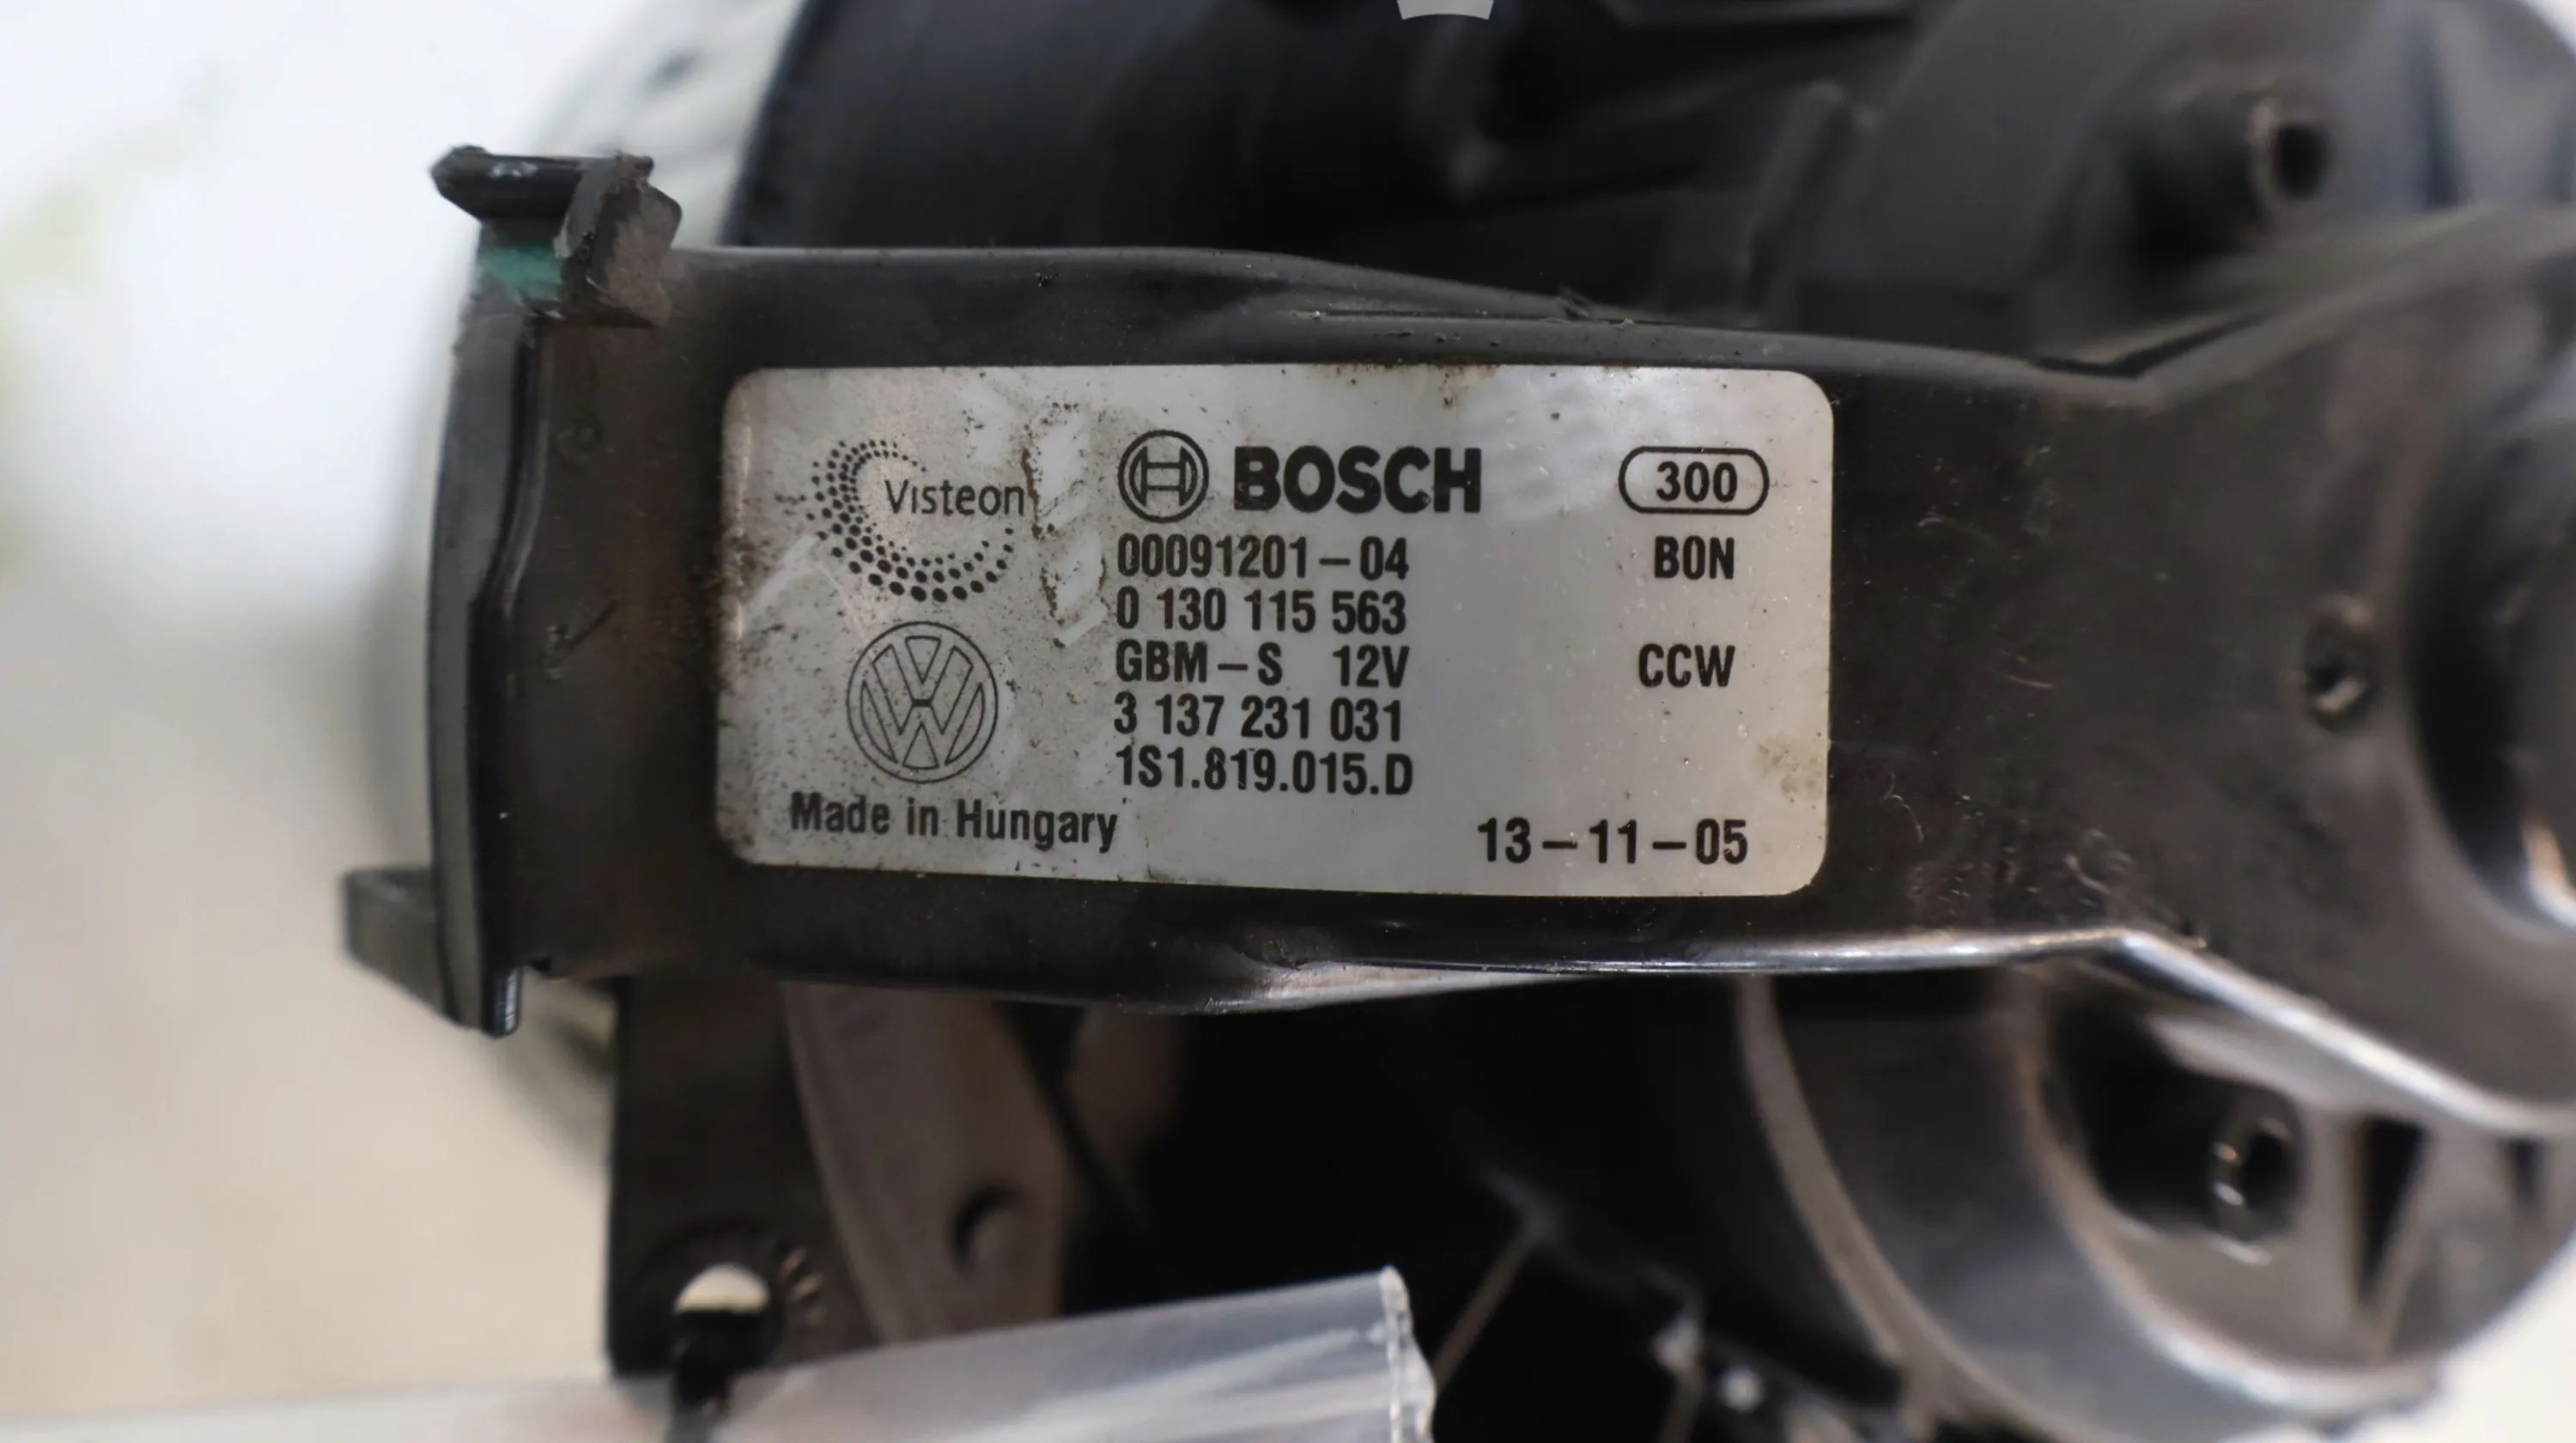 Visteon
BOSCH 300
00091201-04 BON
0 130 115 563
GBM-S 12V CCW
3 137 231 031
1S1.819.015.D
Made in Hungary 13-11-05